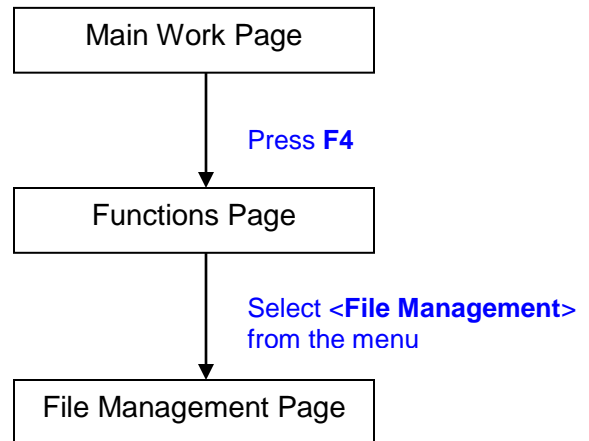 Main Work Page
Press F4
Functions Page
Select <File Management>
from the menu
File Management Page